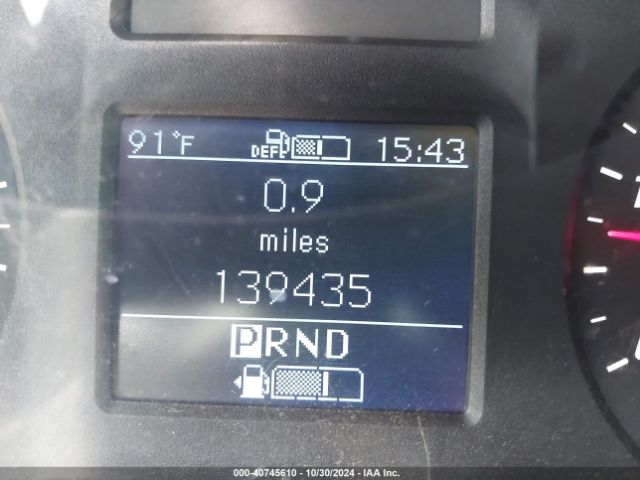 91°F DEF 15:43
0.9
miles
139435
PRND
000-40745610 - 10/30/2024 - IAA Inc.